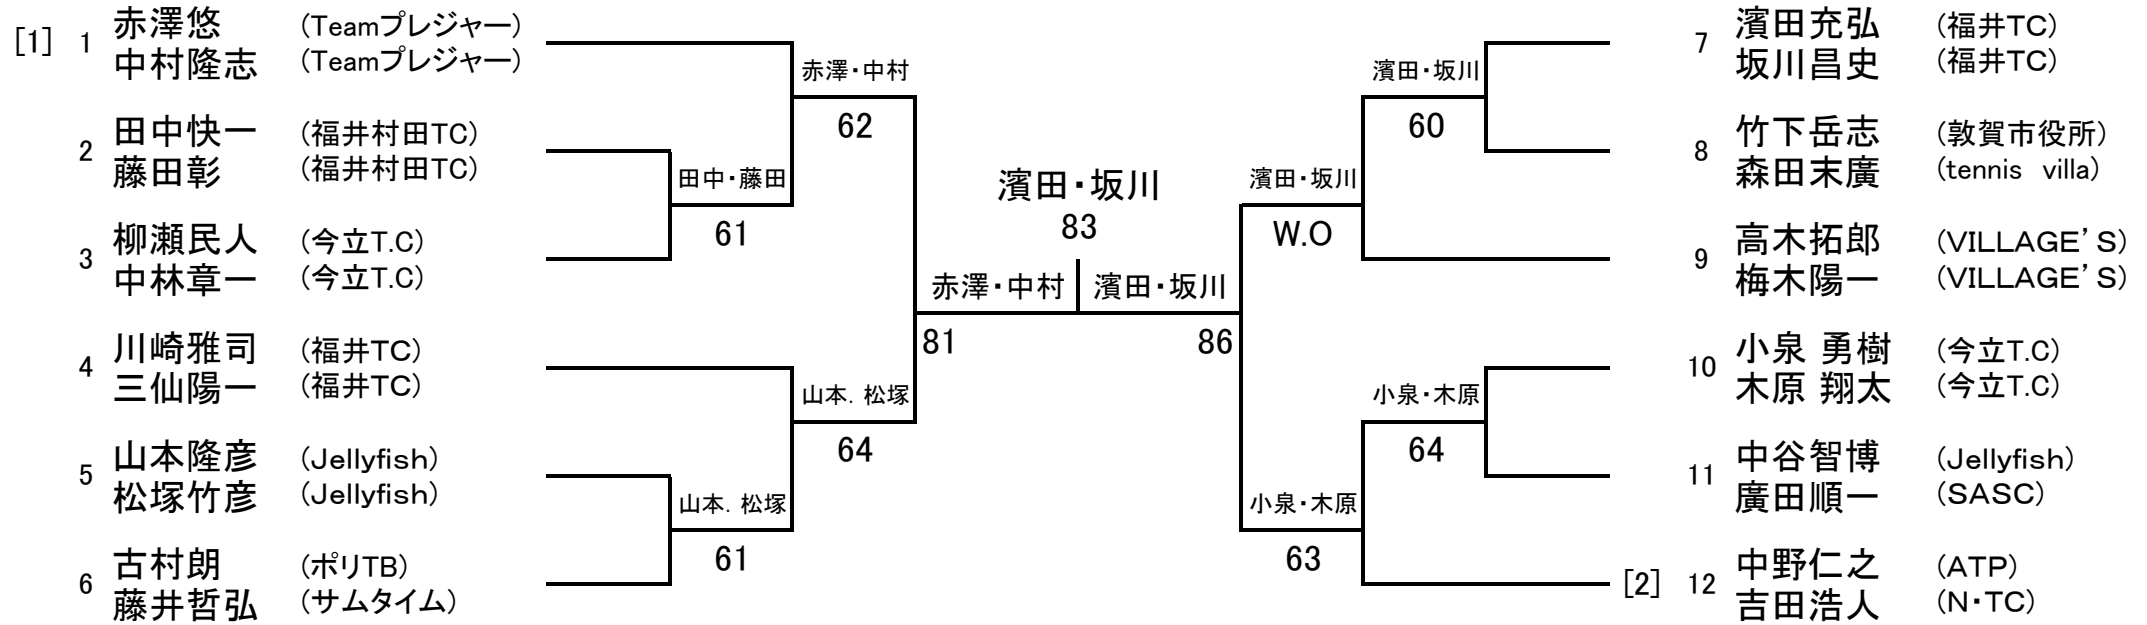 [1] 1 赤澤悠 (Teamプレジャー)
中村隆志 (Teamプレジャー)
2 田中快一 (福井村田TC)
藤田彰 (福井村田TC)
3 柳瀬民人 (今立T.C)
中林章一 (今立T.C)
4 川崎雅司 (福井TC)
三仙陽一 (福井TC)
5 山本隆彦 (Jellyfish)
松塚竹彦 (Jellyfish)
6 古村朗 (ポリTB)
藤井哲弘 (サムタイム)
田中・藤田
61
山本．松塚
61
赤澤・中村
62
山本．松塚
64
赤澤・中村
81
濱田・坂川
83
濱田・坂川
86
濱田・坂川
W.O
小泉・木原
63
濱田・坂川
60
小泉・木原
64
7 濱田充弘 (福井TC)
坂川昌史 (福井TC)
8 竹下岳志 (敦賀市役所)
森田末廣 (tennis villa)
9 高木拓郎 (VILLAGE'S)
梅木陽一 (VILLAGE'S)
10 小泉 勇樹 (今立T.C)
木原 翔太 (今立T.C)
11 中谷智博 (Jellyfish)
廣田順一 (SASC)
[2] 12 中野仁之 (ATP)
吉田浩人 (N・TC)